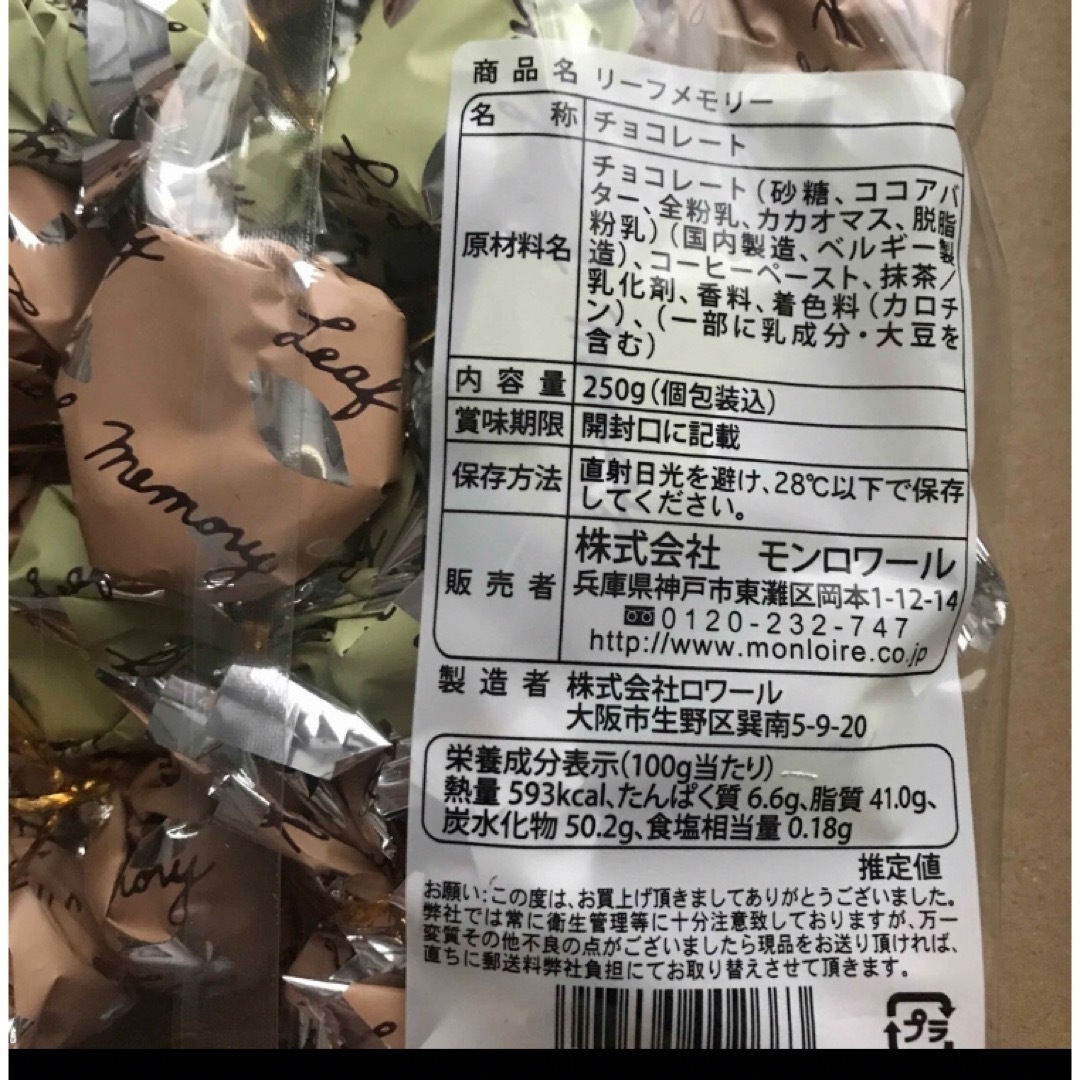 商品名 リーフメモリー
名称 チョコレート
原材料名
チョコレート(砂糖、ココアバ
ター、全粉乳、カカオマス、脱脂
粉乳)(国内製造、ベルギー製
造)、コーヒーペースト、抹茶/
乳化剤、香料、着色料(カロチ
ン)、(一部に乳成分・大豆を
含む)
内容量 250g(個包装込)
賞味期限 開封口に記載
保存方法
直射日光を避け、28℃以下で保存
してください。
販売者
株式会社 モンロワール
兵庫県神戸市東灘区岡本1-12-14
0120-232-747
http://www.monloire.co.jp
製造者 株式会社ロワール
大阪市生野区巽南5-9-20
栄養成分表示(100g当たり)
熱量 593kcal、たんぱく質 6.6g、脂質 41.0g、
炭水化物 50.2g、食塩相当量 0.18g
推定値
お願い:この度は、お買上げ頂きましてありがとうございました。
弊社では常に衛生管理等に十分注意致しておりますが、万一
変質その他不良の点がございましたら現品をお送り頂ければ、
直ちに郵送料弊社負担にてお取り替えさせて頂きます。
プラ
Leaf
Memory